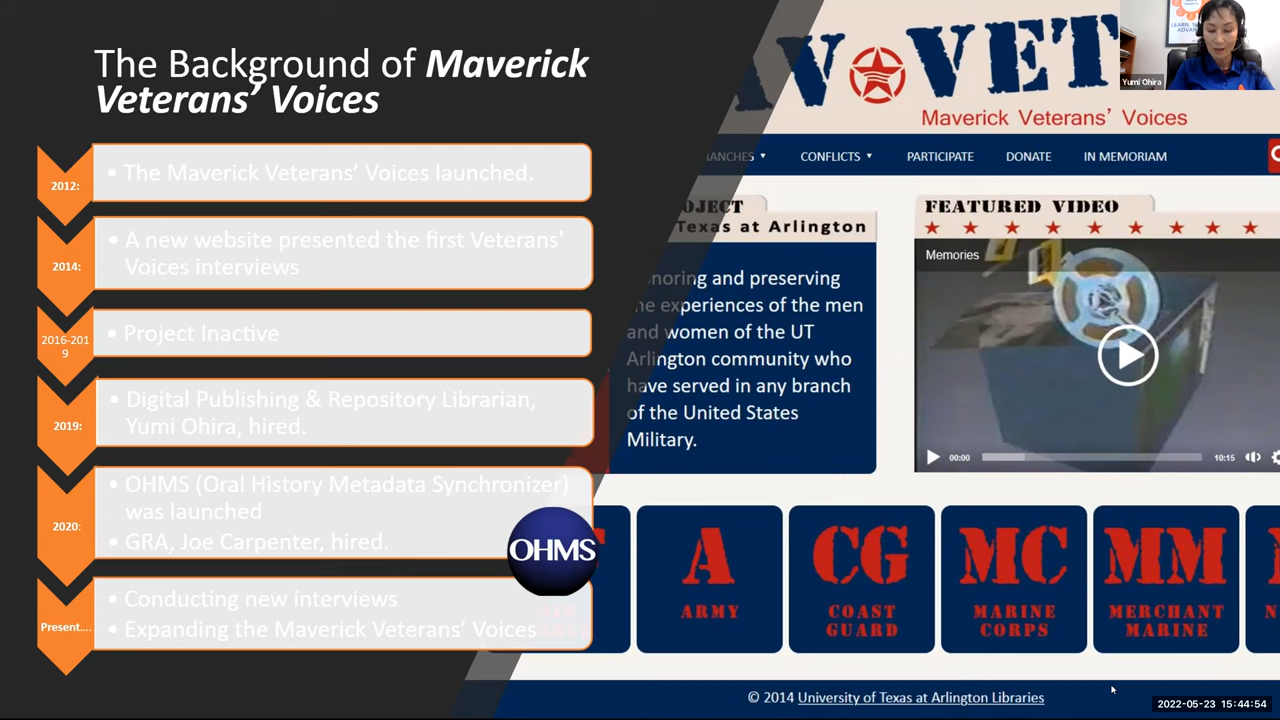 The Background of Maverick
Veterans' Voices
2012:
• The Maverick Veterans' Voices launched.
2014:
• A new website presented the first Veterans'
Voices interviews
2016-201
9
• Project Inactive
2019:
• Digital Publishing & Repository Librarian,
Yumi Ohira, hired.
2020:
• OHMS (Oral History Metadata Synchronizer)
was launched
• GRA, Joe Carpenter, hired.
OHMS
Present....
• Conducting new interviews
• Expanding the Maverick Veterans' Voices
AV VET
Maverick Veterans' Voices
RANCHES CONFLICTS PARTICIPATE DONATE IN MEMORIAM
OJECT
Texas at Arlington
noring and preserving
he experiences of the men
and women of the UT
Arlington community who
have served in any branch
of the United States
Military.
FEATURED VIDEO
Memories
00:00 10:15
A
ARMY
CG
COAST
GUARD
MC
MARINE
CORPS
MM
MERCHANT
MARINE
© 2014 University of Texas at Arlington Libraries
Yumi Ohira
2022-05-23 15:44:54